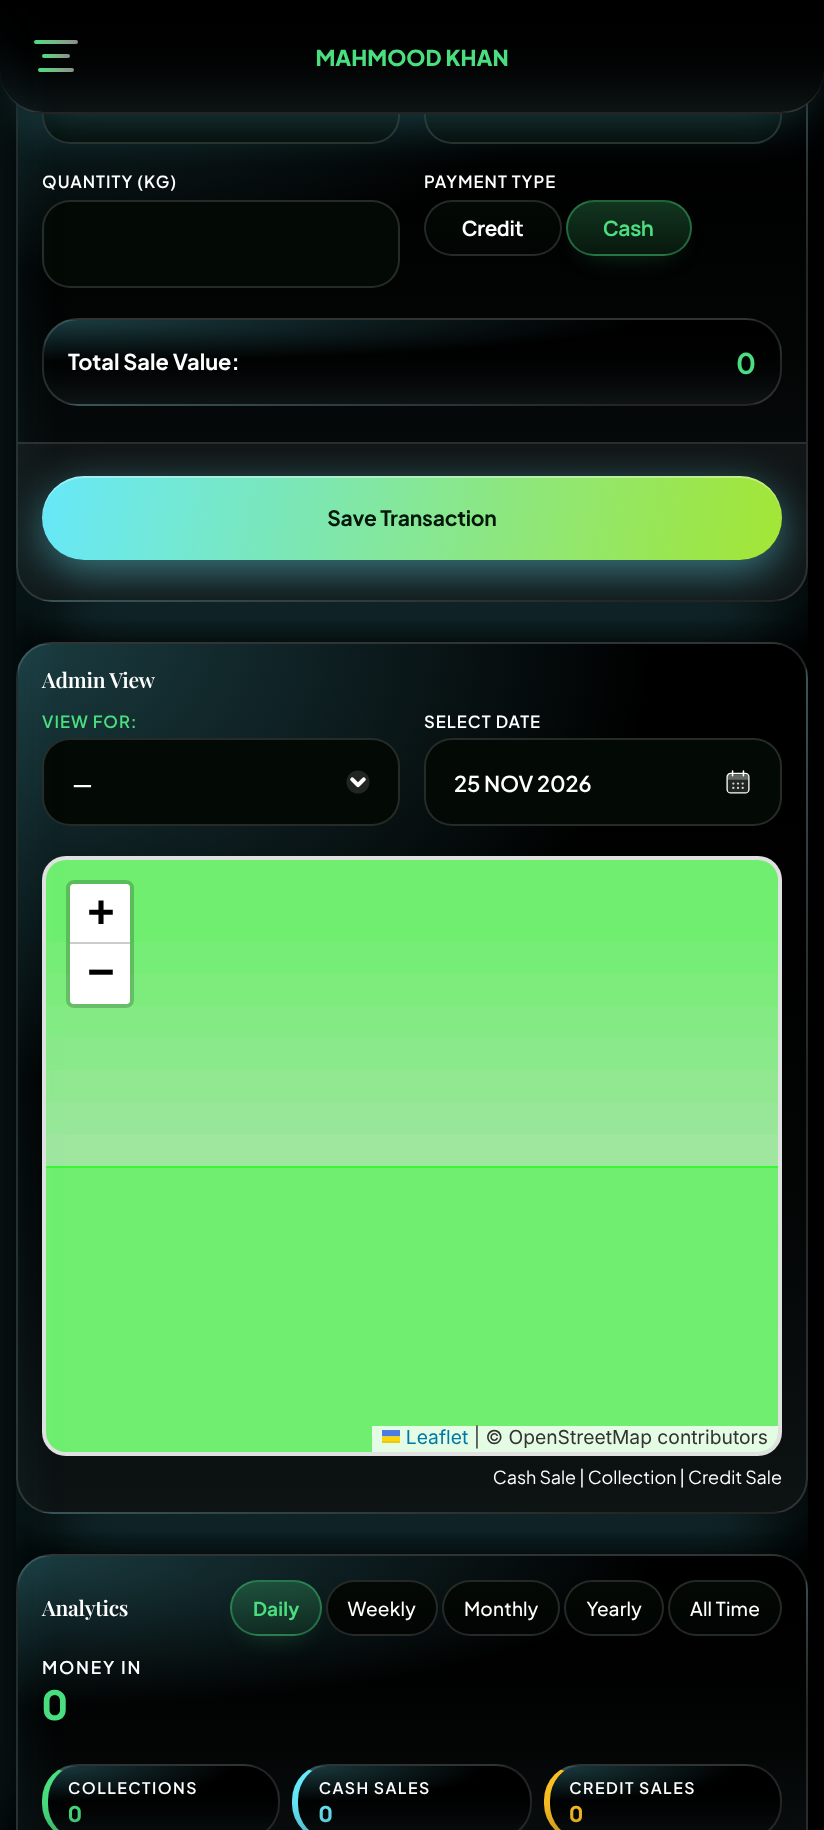 MAHMOOD KHAN
QUANTITY (KG)
PAYMENT TYPE
Credit
Cash
Total Sale Value:
0
Save Transaction
Admin View
VIEW FOR:
SELECT DATE
—
25 NOV 2026
+
−
Leaflet | © OpenStreetMap contributors
Cash Sale | Collection | Credit Sale
Analytics
Daily
Weekly
Monthly
Yearly
All Time
MONEY IN
0
COLLECTIONS
0
CASH SALES
0
CREDIT SALES
0